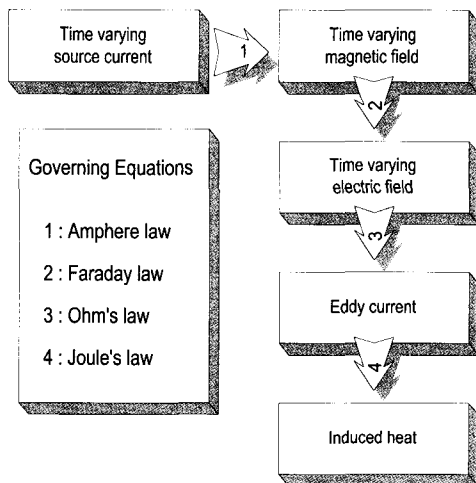 Time varying
source current
1
Time varying
magnetic field
2
Time varying
electric field
3
Eddy current
4
Induced heat
Governing Equations
1 : Amphere law
2 : Faraday law
3 : Ohm's law
4 : Joule's law